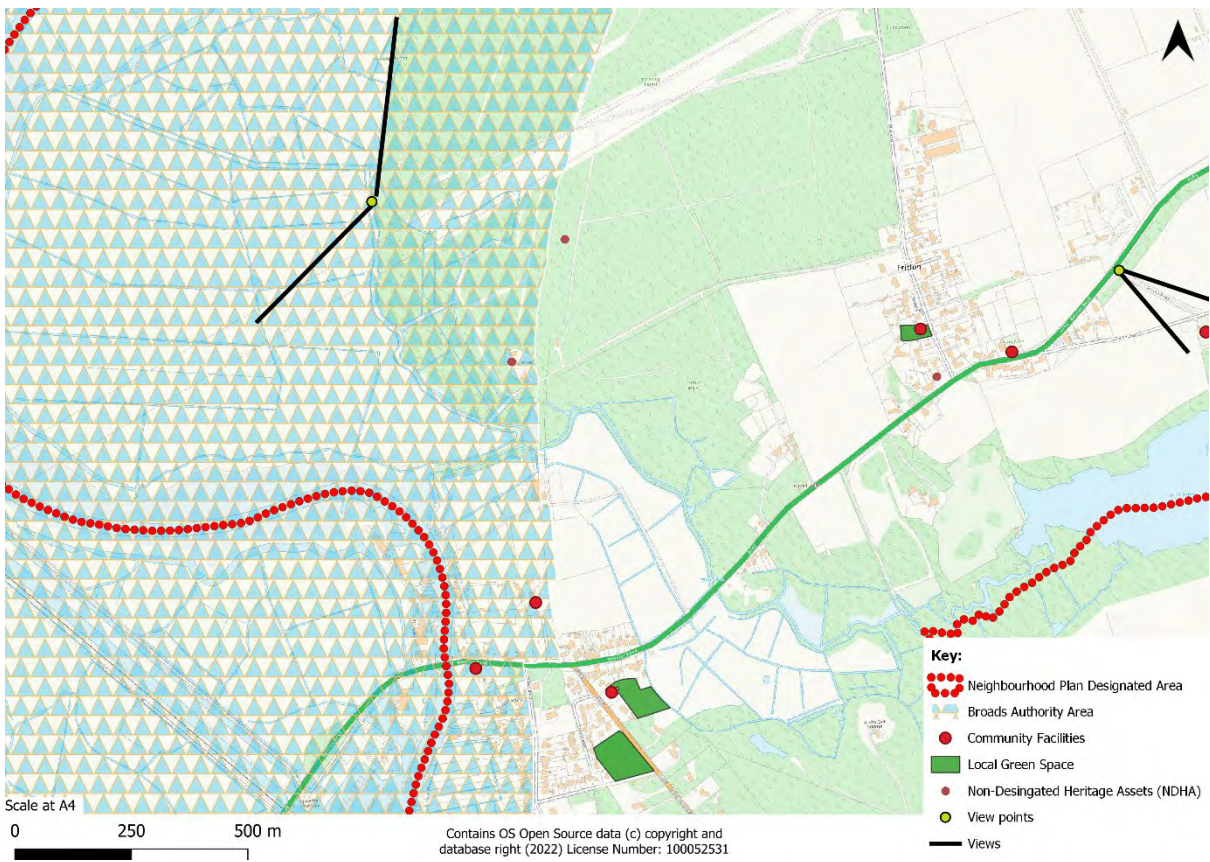 Fritton
Key:
Neighbourhood Plan Designated Area
Broads Authority Area
Community Facilities
Local Green Space
Non-Desingated Heritage Assets (NDHA)
View points
Views
Scale at A4
0 250 500 m
Contains OS Open Source data (c) copyright and
database right (2022) License Number: 100052531